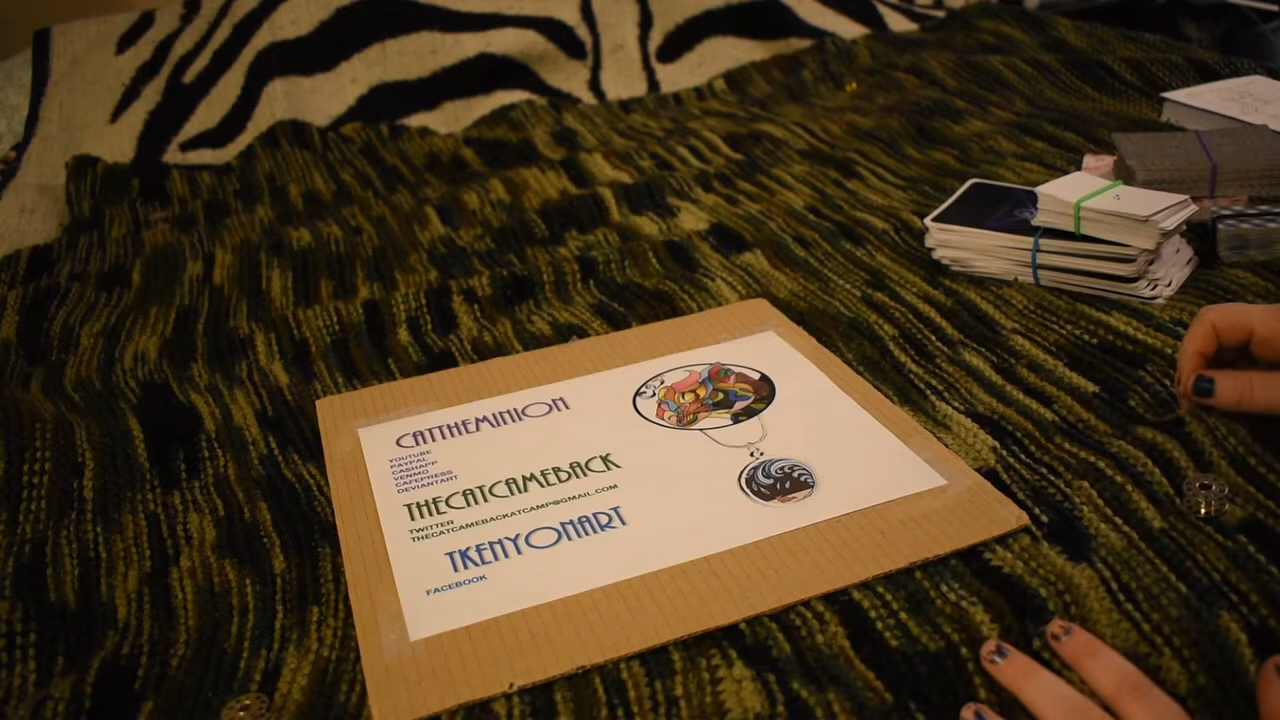 CATTHEMINION
YOUTUBE
PAYPAL
CASHAPP
VENMO
CAFEPRESS
DEVIANTART
THECATCAMEBACK
TWITTER
THECATCAMEBACKATCAMP@GMAIL.COM
TKENYONART
FACEBOOK